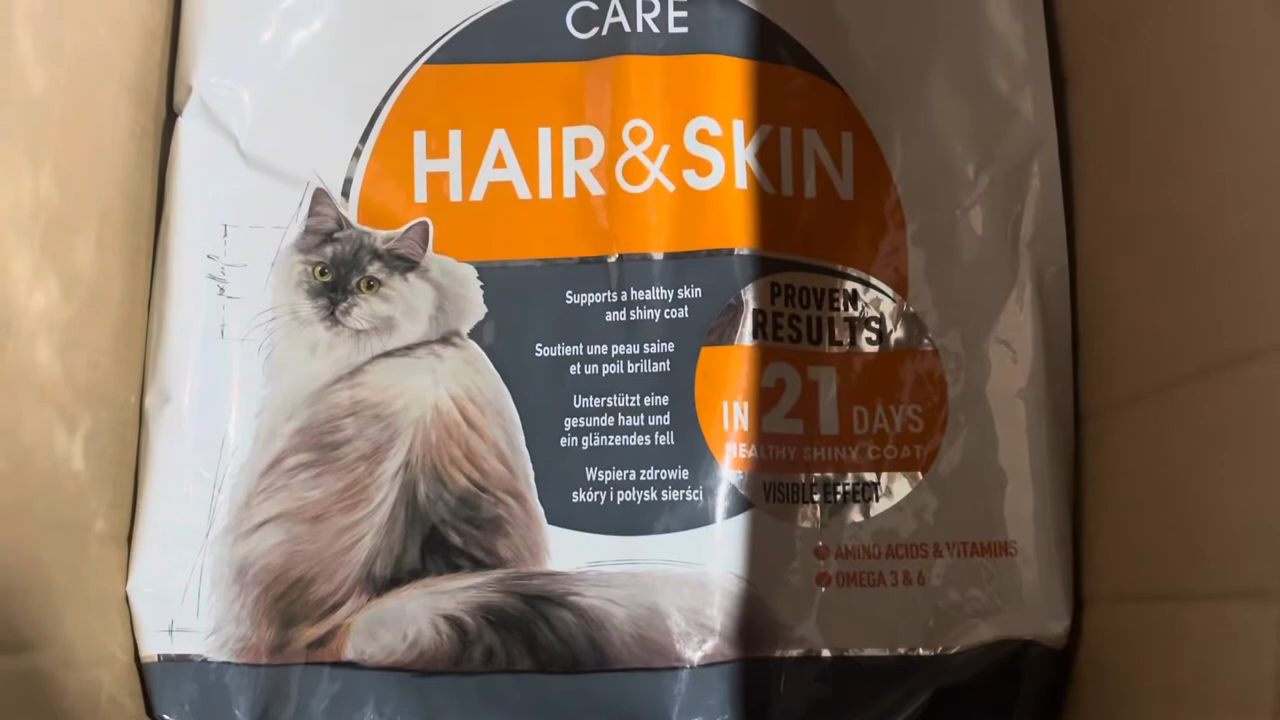 CARE
HAIR&SKIN
Supports a healthy skin
and shiny coat
Soutient une peau saine
et un poil brillant
Unterstützt eine
gesunde haut und
ein glänzendes fell
Wspiera zdrowie
skóry i połysk sierści
PROVEN
RESULTS
IN 21 DAYS
HEALTHY SHINY COAT
VISIBLE EFFECT
AMINO ACIDS & VITAMINS
OMEGA 3 & 6